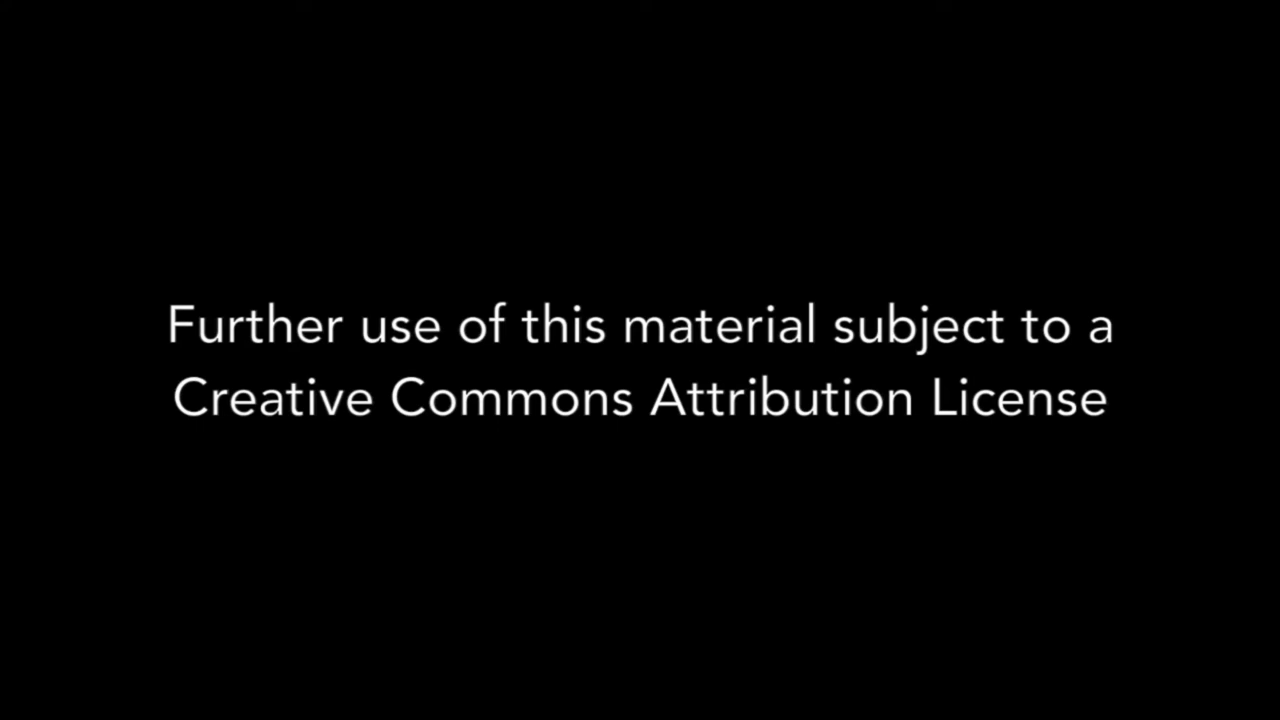 Further use of this material subject to a
Creative Commons Attribution License